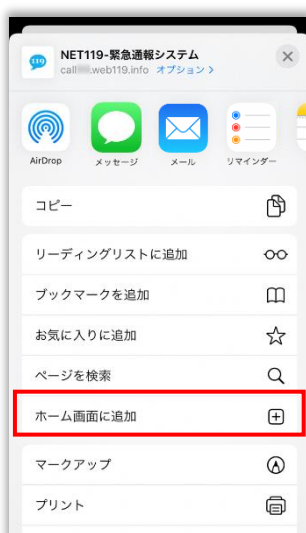 119
NET119-緊急通報システム
call .web119.info オプション >
AirDrop
メッセージ
メール
リマインダー
コピー
リーディングリストに追加
ブックマークを追加
お気に入りに追加
ページを検索
ホーム画面に追加
マークアップ
プリント